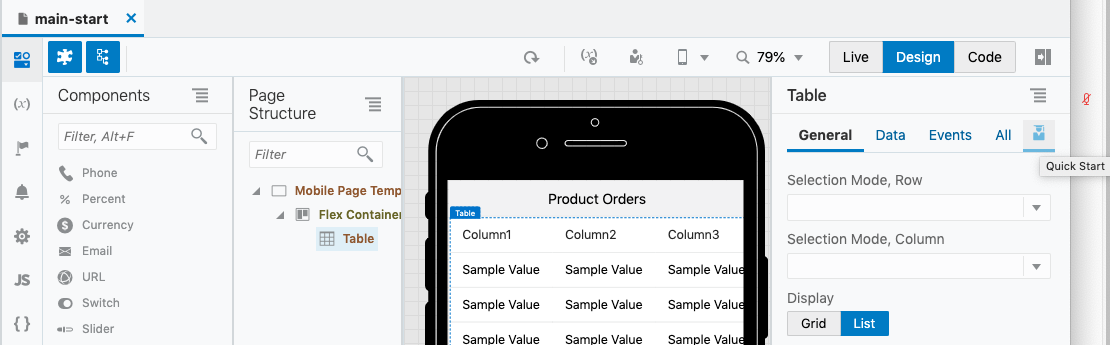 main-start
79%
Live
Design
Code
(x)
JS
{ }
Components
Filter, Alt+F
Phone
Percent
Currency
Email
URL
Switch
Slider
Page
Structure
Filter
Mobile Page Temp
Flex Container
Table
Product Orders
Table
Column1 Column2 Column3
Sample Value Sample Value Sample Value
Sample Value Sample Value Sample Value
Sample Value Sample Value Sample Value
Table
General Data Events All
Quick Start
Selection Mode, Row
Selection Mode, Column
Display
Grid List